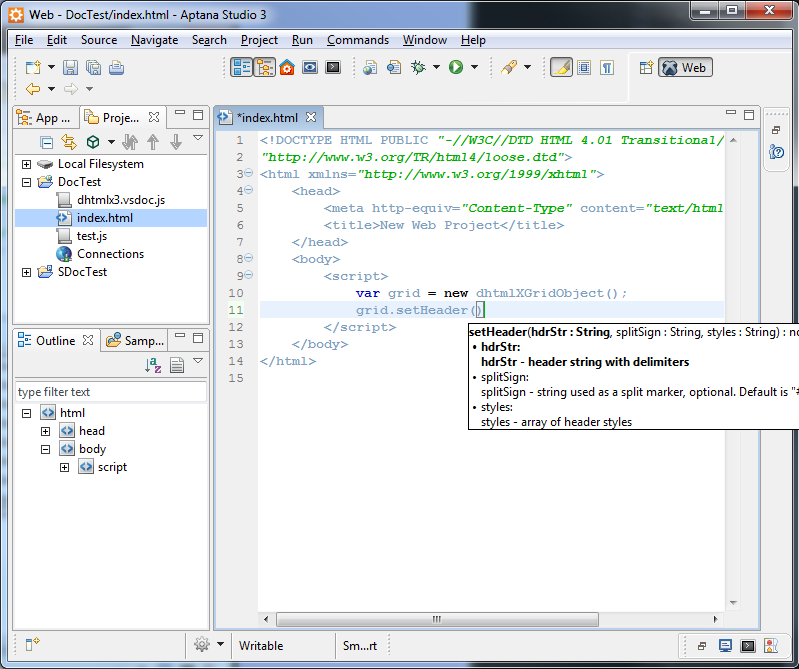 Web - DocTest/index.html - Aptana Studio 3
File Edit Source Navigate Search Project Run Commands Window Help
Web
App ... Proje...
Local Filesystem
DocTest
dhtmlx3.vsdoc.js
index.html
test.js
Connections
SDocTest
Outline Samp...
type filter text
html
head
body
script
*index.html
1 <!DOCTYPE HTML PUBLIC "-//W3C//DTD HTML 4.01 Transitional/
2 "http://www.w3.org/TR/html4/loose.dtd">
3 <html xmlns="http://www.w3.org/1999/xhtml">
4 <head>
5 <meta http-equiv="Content-Type" content="text/html
6 <title>New Web Project</title>
7 </head>
8 <body>
9 <script>
10 var grid = new dhtmlXGridObject();
11 grid.setHeader()
12 </script>
13 </body>
14 </html>
15
setHeader(hdrStr : String, splitSign : String, styles : String) : no
• hdrStr:
hdrStr - header string with delimiters
• splitSign:
splitSign - string used as a split marker, optional. Default is "#
• styles:
styles - array of header styles
Writable Sm...rt